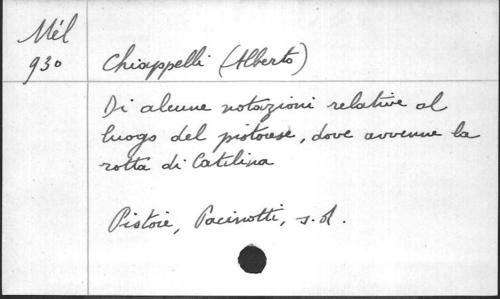 Mél
930
Chiappelli (Alberto)
Di alcune notazioni relative al
luogo del pistoiese, dove avvenne la
rotta di Catilina
Pistoie, Pacinotti, s.d.